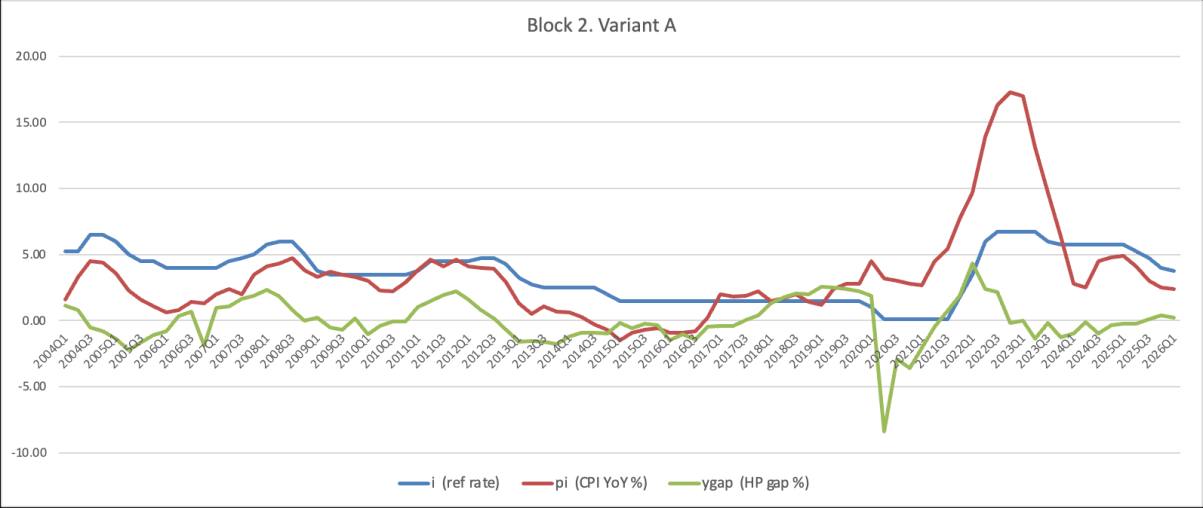 Block 2. Variant A
20.00
15.00
10.00
5.00
0.00
-5.00
-10.00
2004Q1
2004Q3
2005Q1
2005Q3
2006Q1
2006Q3
2007Q1
2007Q3
2008Q1
2008Q3
2009Q1
2009Q3
2010Q1
2010Q3
2011Q1
2011Q3
2012Q1
2012Q3
2013Q1
2013Q3
2014Q1
2014Q3
2015Q1
2015Q3
2016Q1
2016Q3
2017Q1
2017Q3
2018Q1
2018Q3
2019Q1
2019Q3
2020Q1
2020Q3
2021Q1
2021Q3
2022Q1
2022Q3
2023Q1
2023Q3
2024Q1
2024Q3
2025Q1
2025Q3
2026Q1
i (ref rate)
pi (CPI YoY %)
ygap (HP gap %)